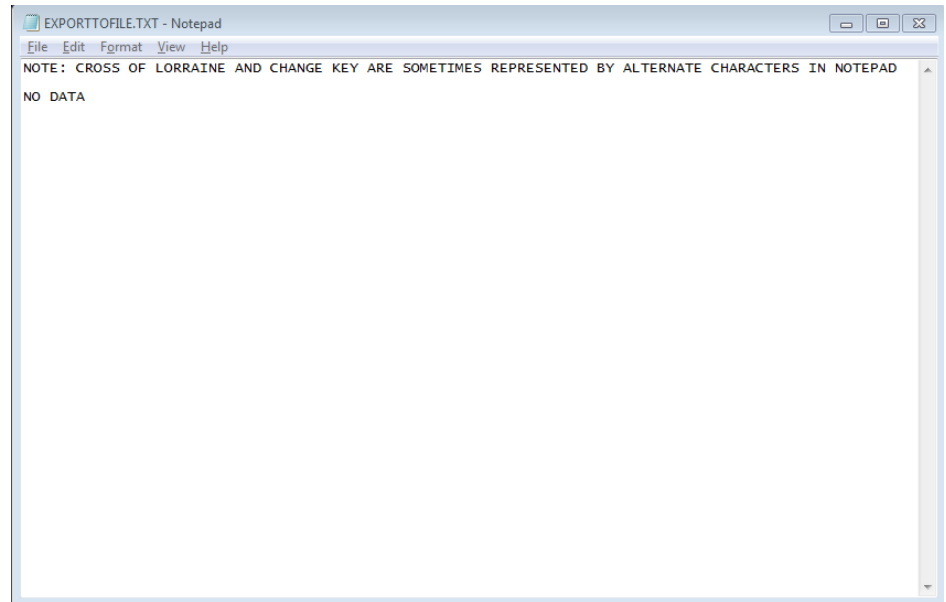 EXPORTTOFILE.TXT - Notepad
File Edit Format View Help
NOTE: CROSS OF LORRAINE AND CHANGE KEY ARE SOMETIMES REPRESENTED BY ALTERNATE CHARACTERS IN NOTEPAD
NO DATA